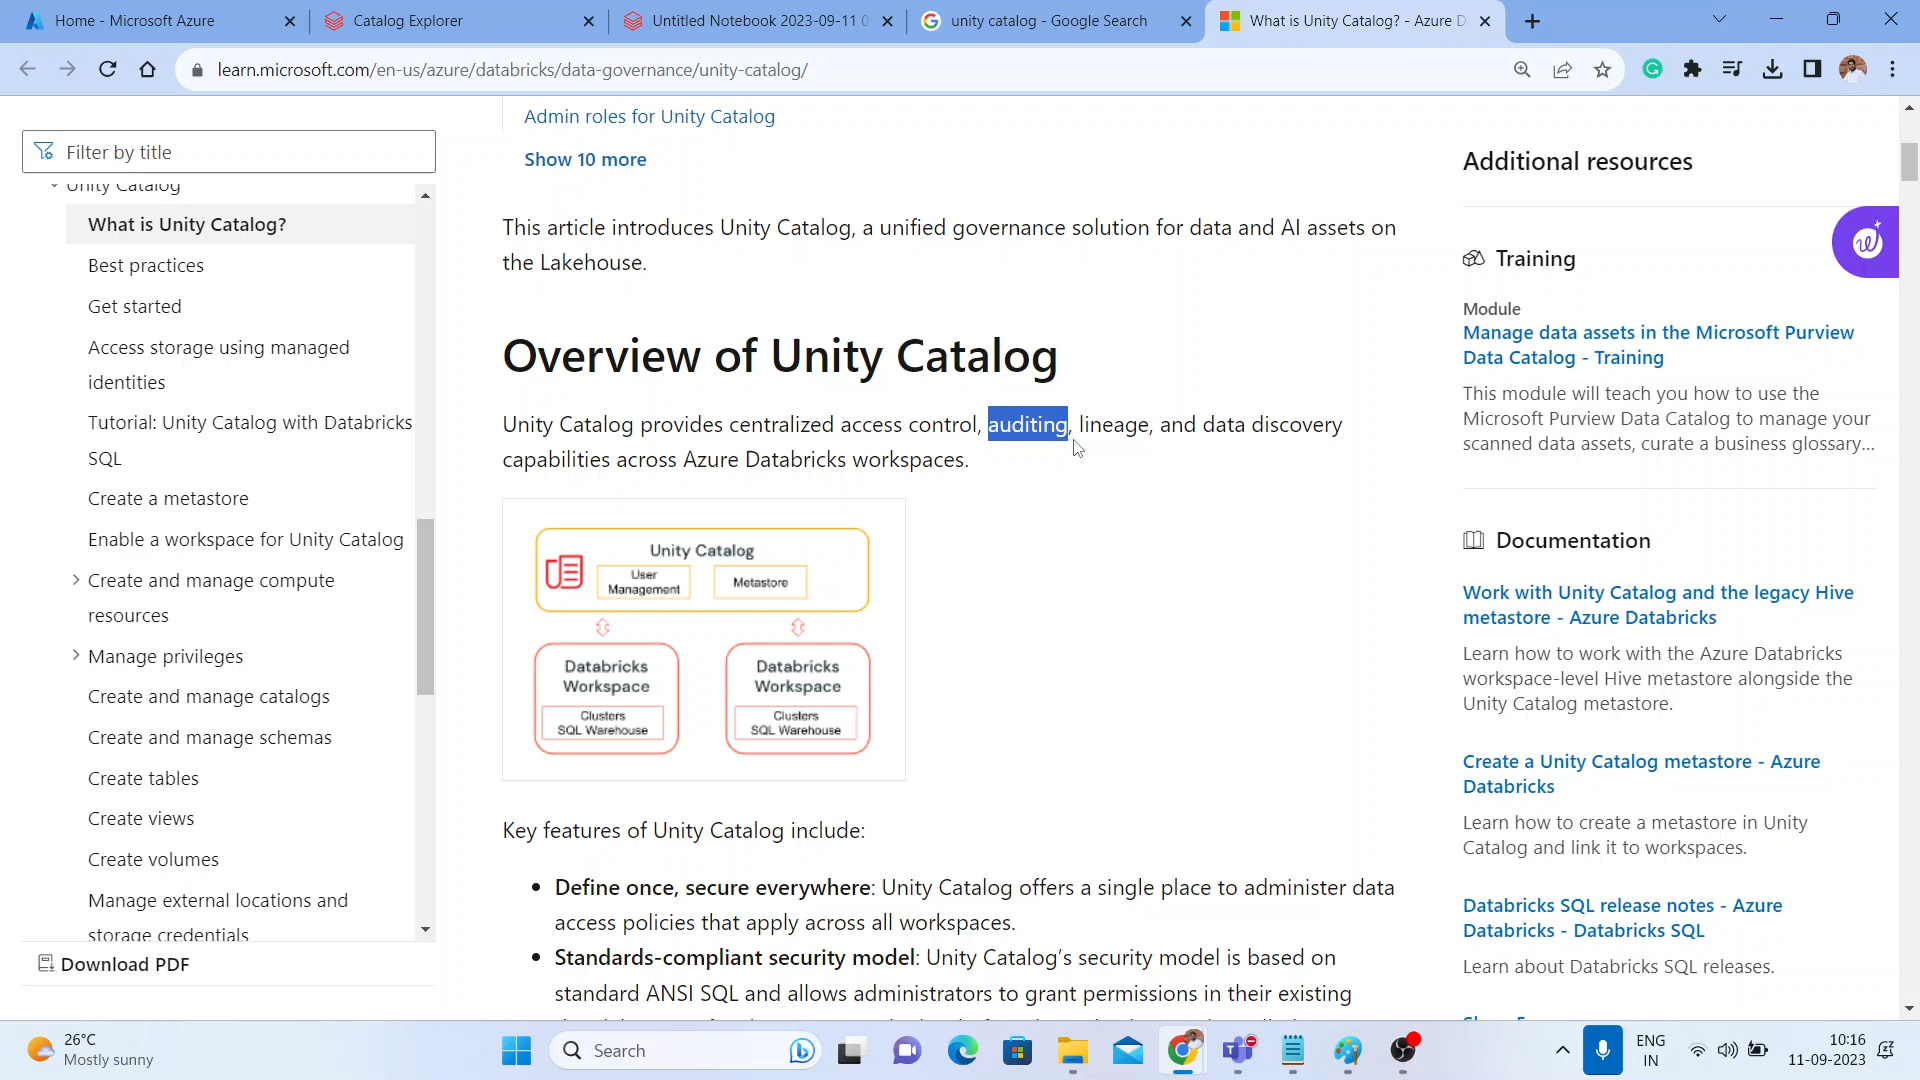 Home - Microsoft Azure
Catalog Explorer
Untitled Notebook 2023-09-11 0
unity catalog - Google Search
What is Unity Catalog? - Azure D
learn.microsoft.com/en-us/azure/databricks/data-governance/unity-catalog/
Filter by title
Unity Catalog
What is Unity Catalog?
Best practices
Get started
Access storage using managed
identities
Tutorial: Unity Catalog with Databricks
SQL
Create a metastore
Enable a workspace for Unity Catalog
Create and manage compute
resources
Manage privileges
Create and manage catalogs
Create and manage schemas
Create tables
Create views
Create volumes
Manage external locations and
storage credentials
Download PDF
Admin roles for Unity Catalog
Show 10 more
This article introduces Unity Catalog, a unified governance solution for data and AI assets on
the Lakehouse.
Overview of Unity Catalog
Unity Catalog provides centralized access control, auditing, lineage, and data discovery
capabilities across Azure Databricks workspaces.
Unity Catalog
User
Management
Metastore
Databricks
Workspace
Clusters
SQL Warehouse
Databricks
Workspace
Clusters
SQL Warehouse
Key features of Unity Catalog include:
• Define once, secure everywhere: Unity Catalog offers a single place to administer data
access policies that apply across all workspaces.
• Standards-compliant security model: Unity Catalog's security model is based on
standard ANSI SQL and allows administrators to grant permissions in their existing
Additional resources
Training
Module
Manage data assets in the Microsoft Purview
Data Catalog - Training
This module will teach you how to use the
Microsoft Purview Data Catalog to manage your
scanned data assets, curate a business glossary...
Documentation
Work with Unity Catalog and the legacy Hive
metastore - Azure Databricks
Learn how to work with the Azure Databricks
workspace-level Hive metastore alongside the
Unity Catalog metastore.
Create a Unity Catalog metastore - Azure
Databricks
Learn how to create a metastore in Unity
Catalog and link it to workspaces.
Databricks SQL release notes - Azure
Databricks - Databricks SQL
Learn about Databricks SQL releases.
26°C
Mostly sunny
Search
ENG
IN
10:16
11-09-2023